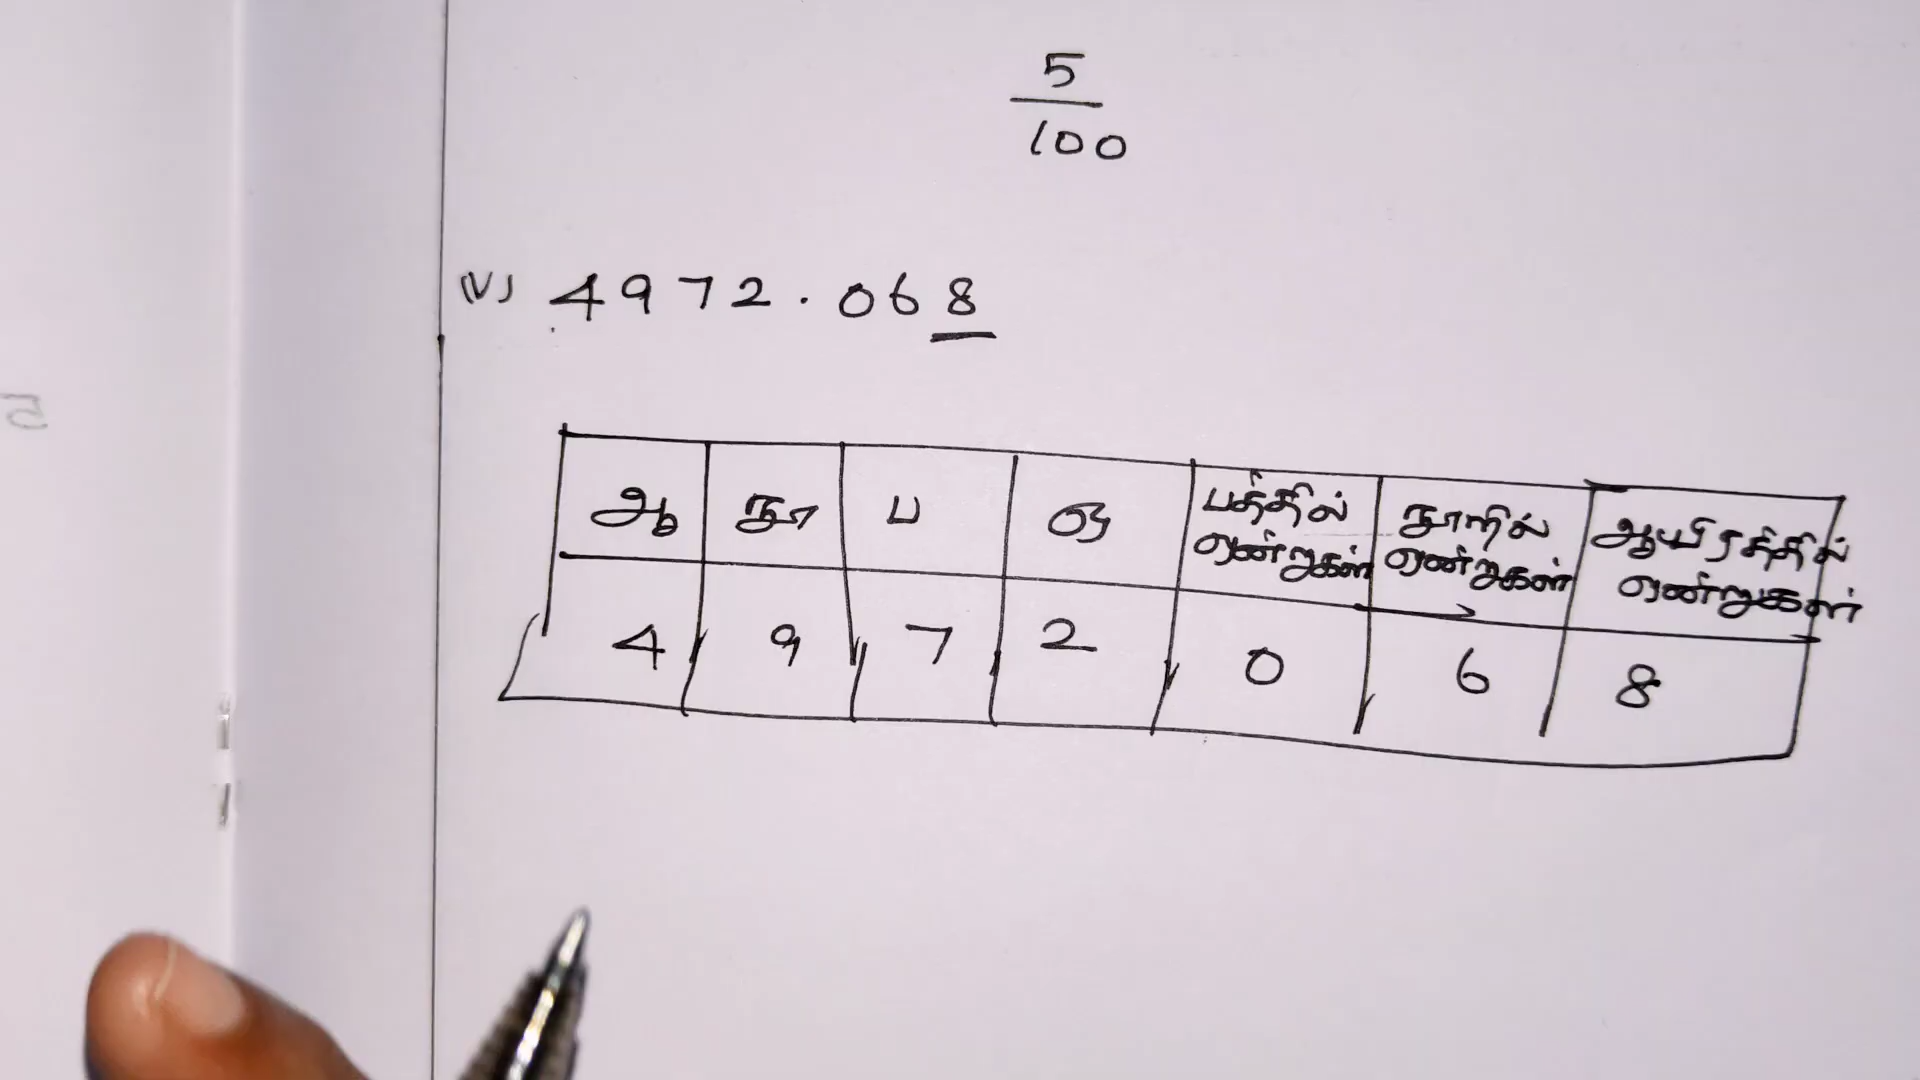 5
100
(V) 4972.068
ஆ நூ ப ஒ பத்தில் ஒன்றுகள் நூறில் ஒன்றுகள் ஆயிரத்தில் ஒன்றுகள்
4 9 7 2 0 6 8